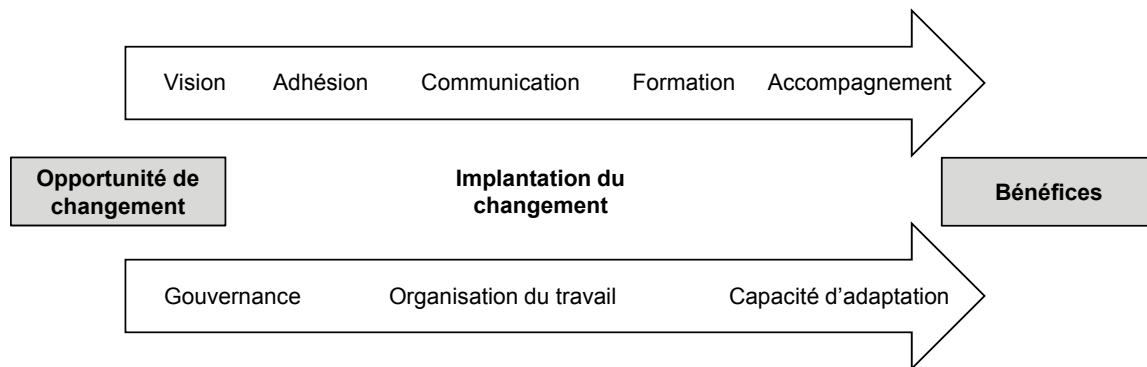 Vision Adhésion Communication Formation Accompagnement
Opportunité de
changement
Implantation du
changement
Bénéfices
Gouvernance Organisation du travail Capacité d’adaptation